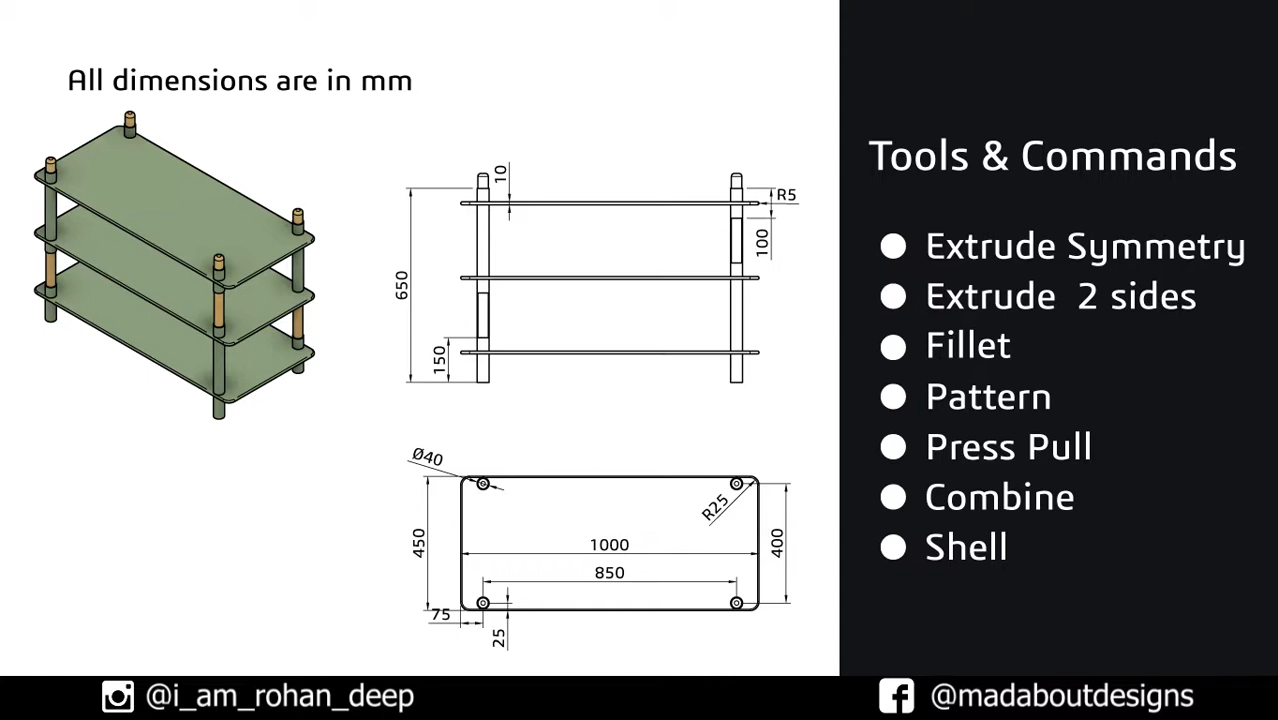 All dimensions are in mm
10
R5
100
650
150
Ø40
R25
450
1000
400
850
75
25
Tools & Commands
● Extrude Symmetry
● Extrude 2 sides
● Fillet
● Pattern
● Press Pull
● Combine
● Shell
@i_am_rohan_deep
@madaboutdesigns